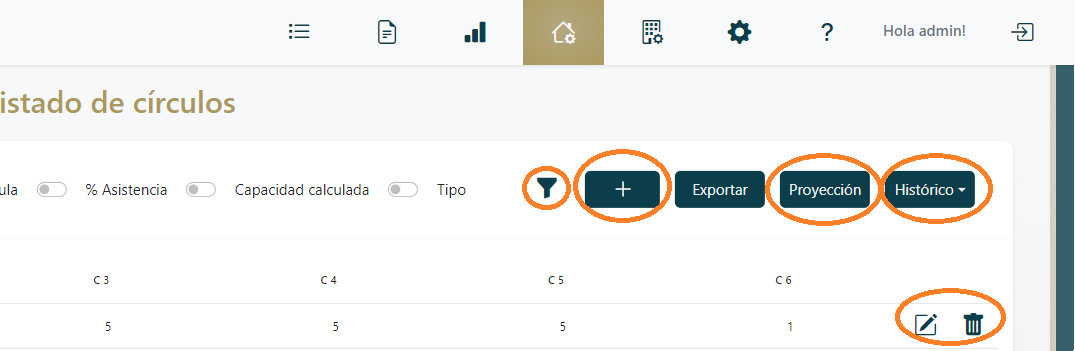 ? Hola admin!
istado de círculos
ula % Asistencia Capacidad calculada Tipo + Exportar Proyección Histórico
C 3 C 4 C 5 C 6
5 5 5 1